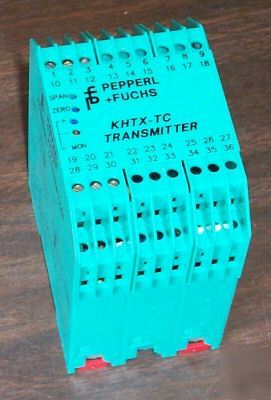 1 2 3 4 5 6 7 8 9
10 11 12 13 14 15 16 17 18
SPAN
ZERO
+
-
MON
PEPPERL
+FUCHS
KHTX-TC
TRANSMITTER
19 20 21 22 23 24 25 26 27
28 29 30 31 32 33 34 35 36